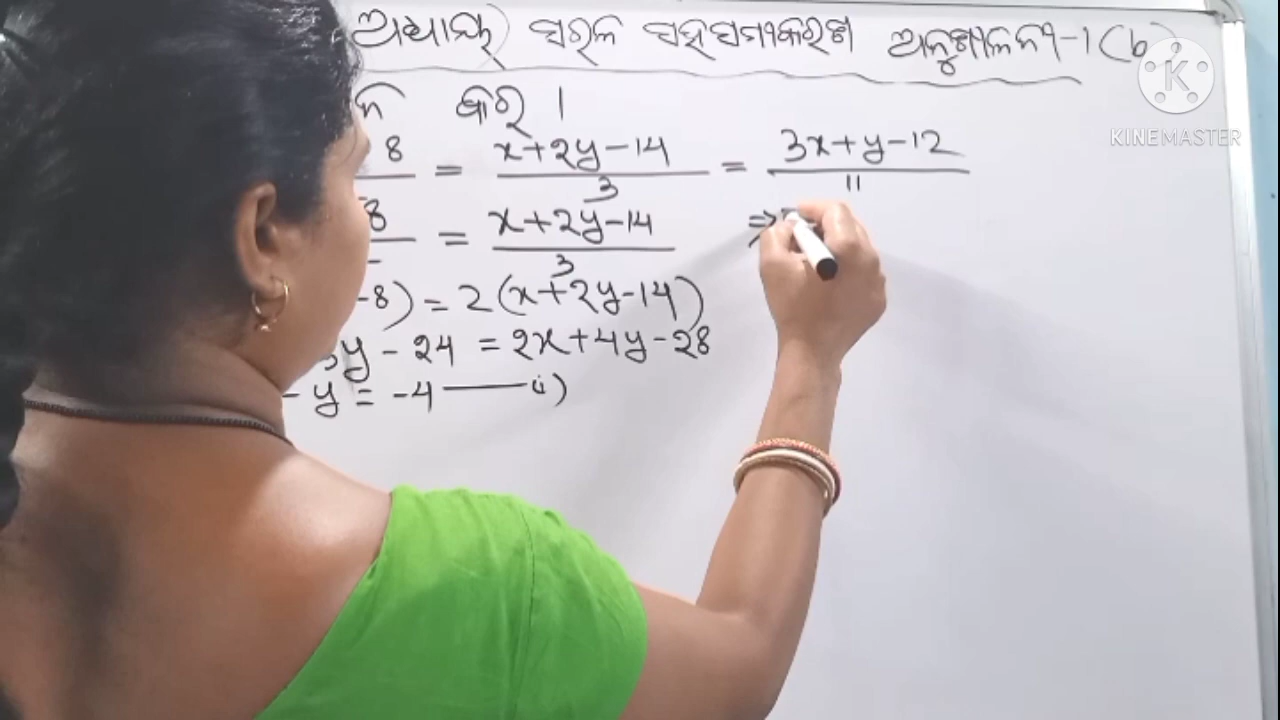 ଅଧ୍ୟାୟ) ସରଳ ସହସମୀକରଣ ଅନୁଶୀଳନୀ-1(b)
KINEMASTER
କର ।
8 = x+2y-14 / 3 = 3x+y-12 / 11
8 = x+2y-14 / 3 ⇒
-8) = 2(x+2y-14)
y - 24 = 2x+4y-28
- y = -4 —— (i)